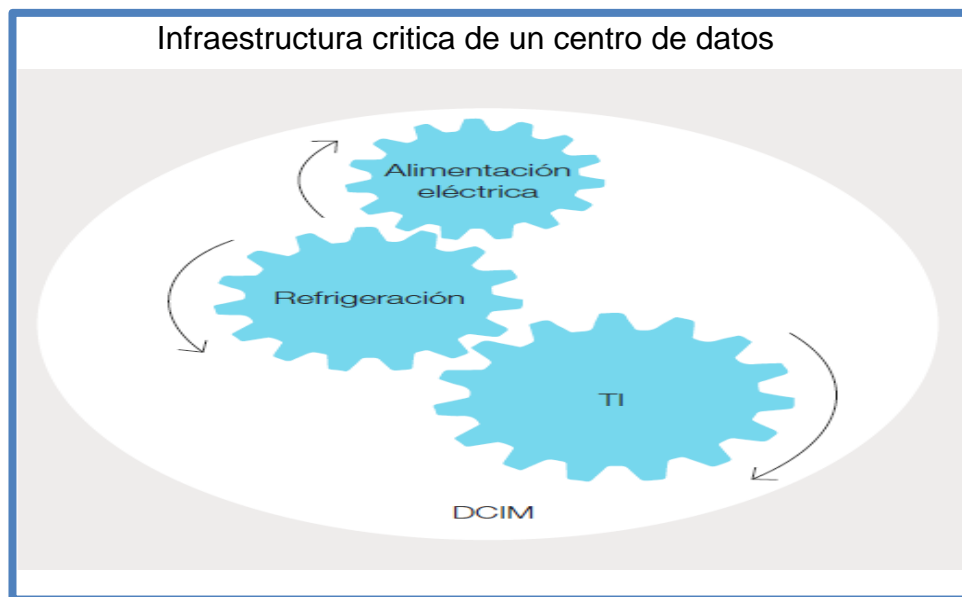 Infraestructura critica de un centro de datos
Alimentación
eléctrica
Refrigeración
TI
DCIM